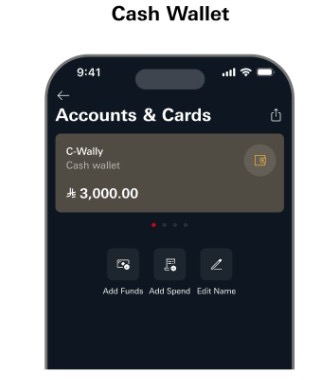 Cash Wallet
9:41
Accounts & Cards
C-Wally
Cash wallet
⃁ 3,000.00
Add Funds Add Spend Edit Name